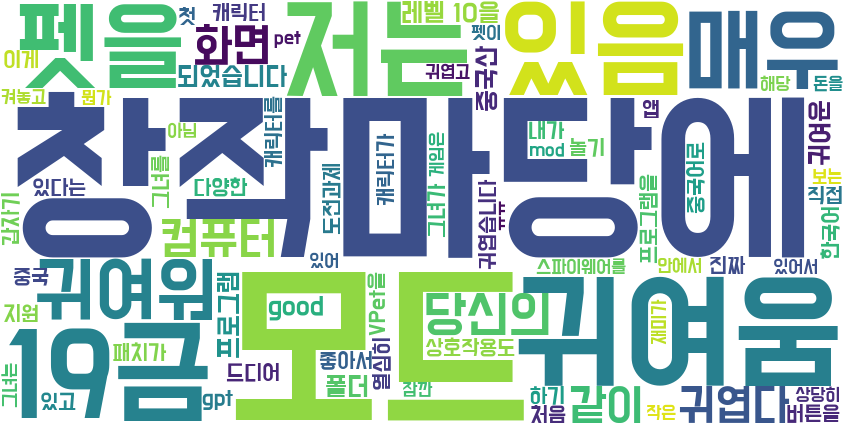 펫을
첫
캐릭터
pet
레벨 10을
있음
매우
이게
화면
저는
펫이
해당
돈을
켜놓고
뭔가
되었습니다
귀엽고
중국산
앱
귀여운
창작마당에
아님
캐릭터를
내가
mod
놀기
중국어로
보는
직접
있다는
그녀를
다양한
도전과제
캐릭터가
그녀가
게임은
귀엽습니다
ㅠㅠ
프로그램을
한국어
갑자기
컴퓨터
있어
스파이웨어를
안에서
진짜
있어서
중국
귀여워
프로그램
good
VPet을
당신의
귀여움
지원
모드
상호작용도
재미가
19금
패치가
드디어
좋아서
열심히
폴더
잠깐
그녀는
있고
gpt
하기
처음
같이
작은
귀엽다
상당히
버튼을